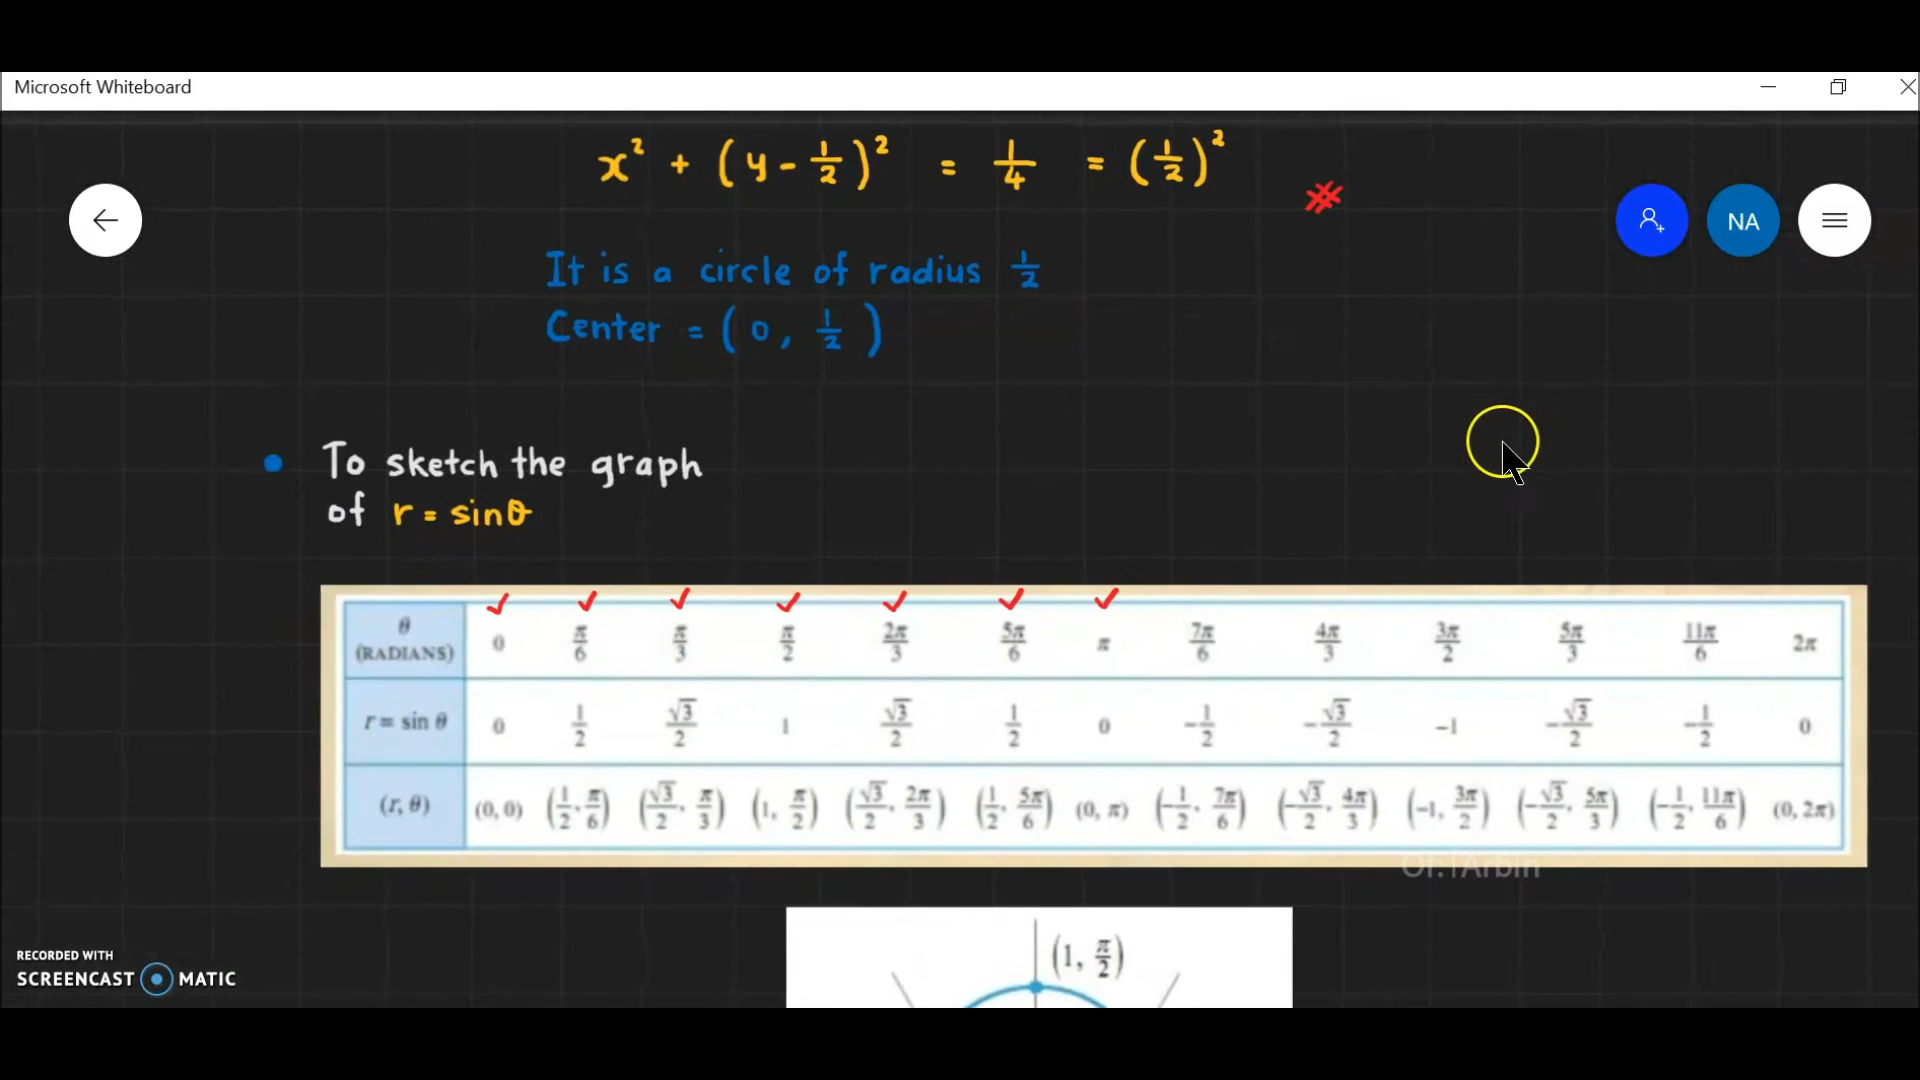 Microsoft Whiteboard
x² + (y - 1/2)² = 1/4 = (1/2)²
NA
It is a circle of radius 1/2
Center = (0, 1/2)
To sketch the graph
of r = sinθ
θ (RADIANS) 0 π/6 π/3 π/2 2π/3 5π/6 π 7π/6 4π/3 3π/2 5π/3 11π/6 2π
r = sin θ 0 1/2 √3/2 1 √3/2 1/2 0 -1/2 -√3/2 -1 -√3/2 -1/2 0
(r, θ) (0, 0) (1/2, π/6) (√3/2, π/3) (1, π/2) (√3/2, 2π/3) (1/2, 5π/6) (0, π) (-1/2, 7π/6) (-√3/2, 4π/3) (-1, 3π/2) (-√3/2, 5π/3) (-1/2, 11π/6) (0, 2π)
(1, π/2)
RECORDED WITH
SCREENCAST MATIC